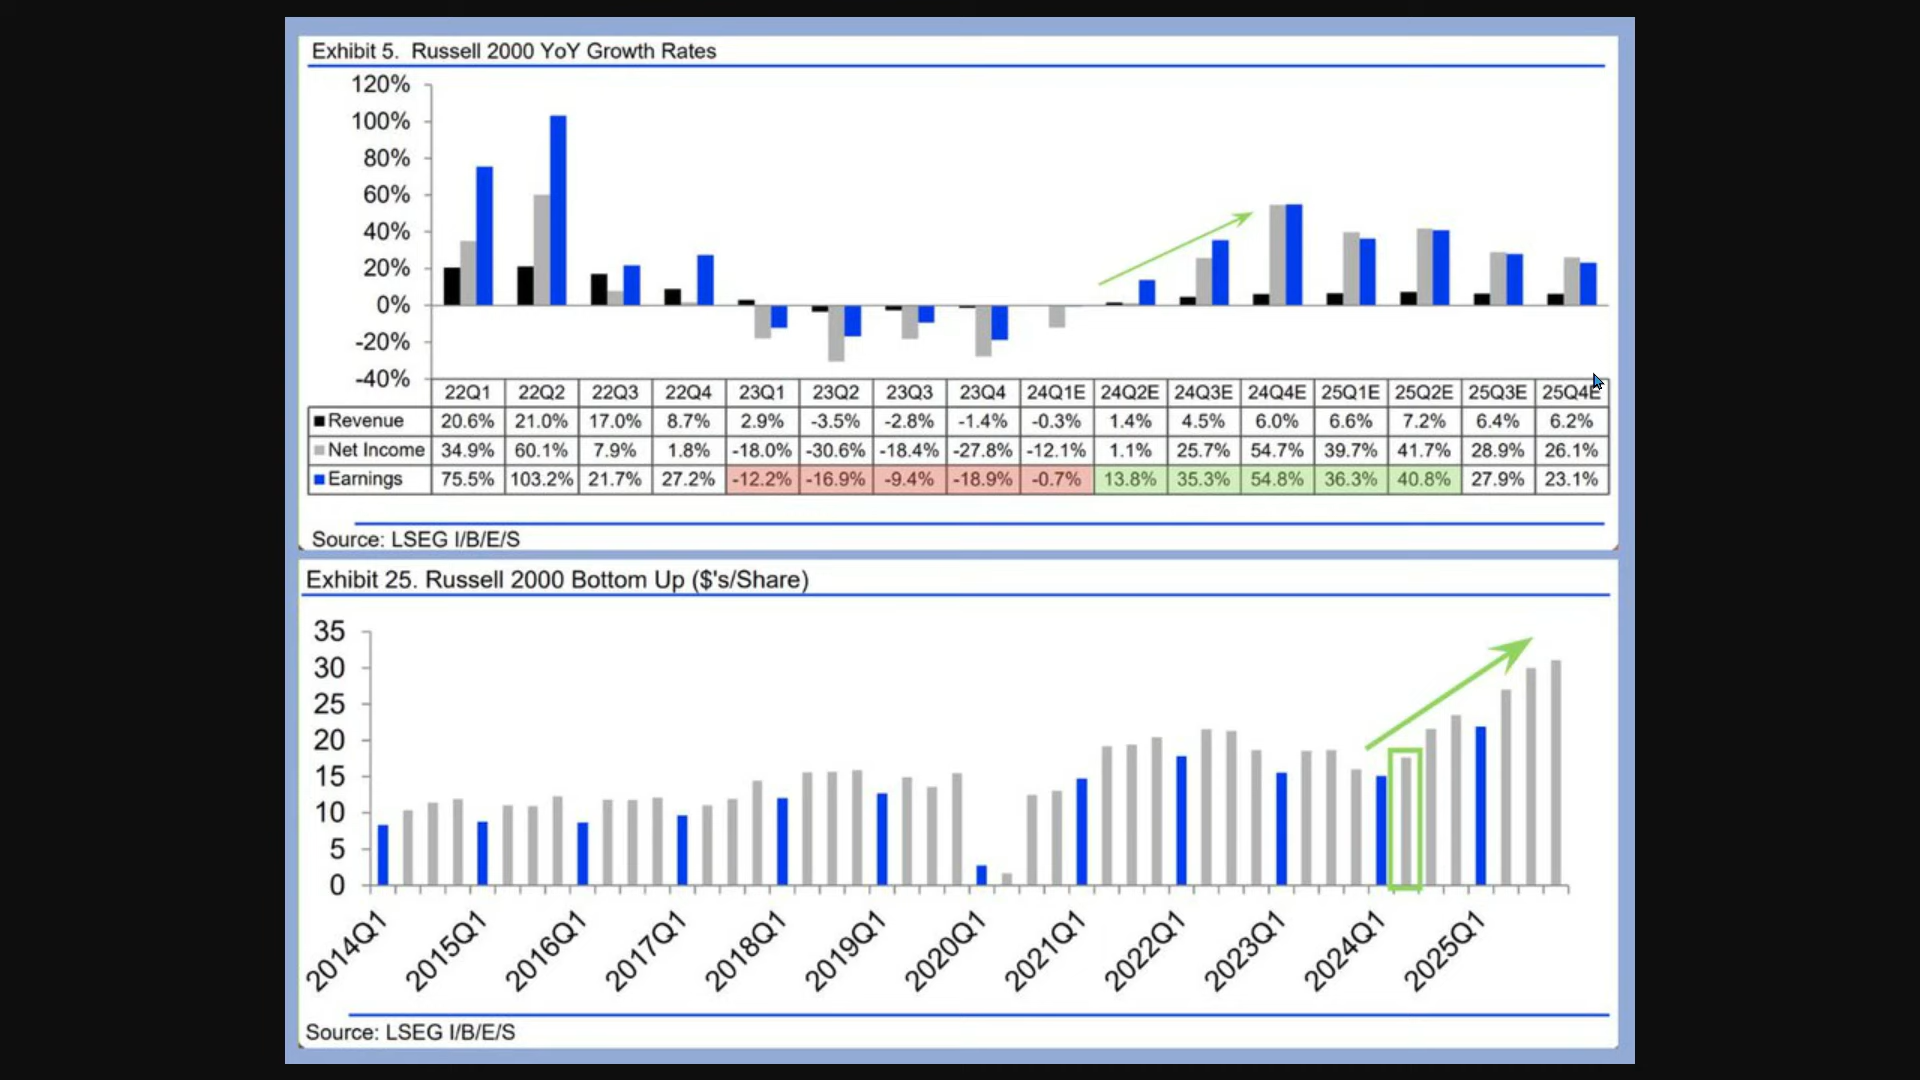 Exhibit 5. Russell 2000 YoY Growth Rates
120%
100%
80%
60%
40%
20%
0%
-20%
-40%
22Q1 22Q2 22Q3 22Q4 23Q1 23Q2 23Q3 23Q4 24Q1E 24Q2E 24Q3E 24Q4E 25Q1E 25Q2E 25Q3E 25Q4E
Revenue 20.6% 21.0% 17.0% 8.7% 2.9% -3.5% -2.8% -1.4% -0.3% 1.4% 4.5% 6.0% 6.6% 7.2% 6.4% 6.2%
Net Income 34.9% 60.1% 7.9% 1.8% -18.0% -30.6% -18.4% -27.8% -12.1% 1.1% 25.7% 54.7% 39.7% 41.7% 28.9% 26.1%
Earnings 75.5% 103.2% 21.7% 27.2% -12.2% -16.9% -9.4% -18.9% -0.7% 13.8% 35.3% 54.8% 36.3% 40.8% 27.9% 23.1%
Source: LSEG I/B/E/S
Exhibit 25. Russell 2000 Bottom Up ($'s/Share)
35
30
25
20
15
10
5
0
2014Q1 2015Q1 2016Q1 2017Q1 2018Q1 2019Q1 2020Q1 2021Q1 2022Q1 2023Q1 2024Q1 2025Q1
Source: LSEG I/B/E/S